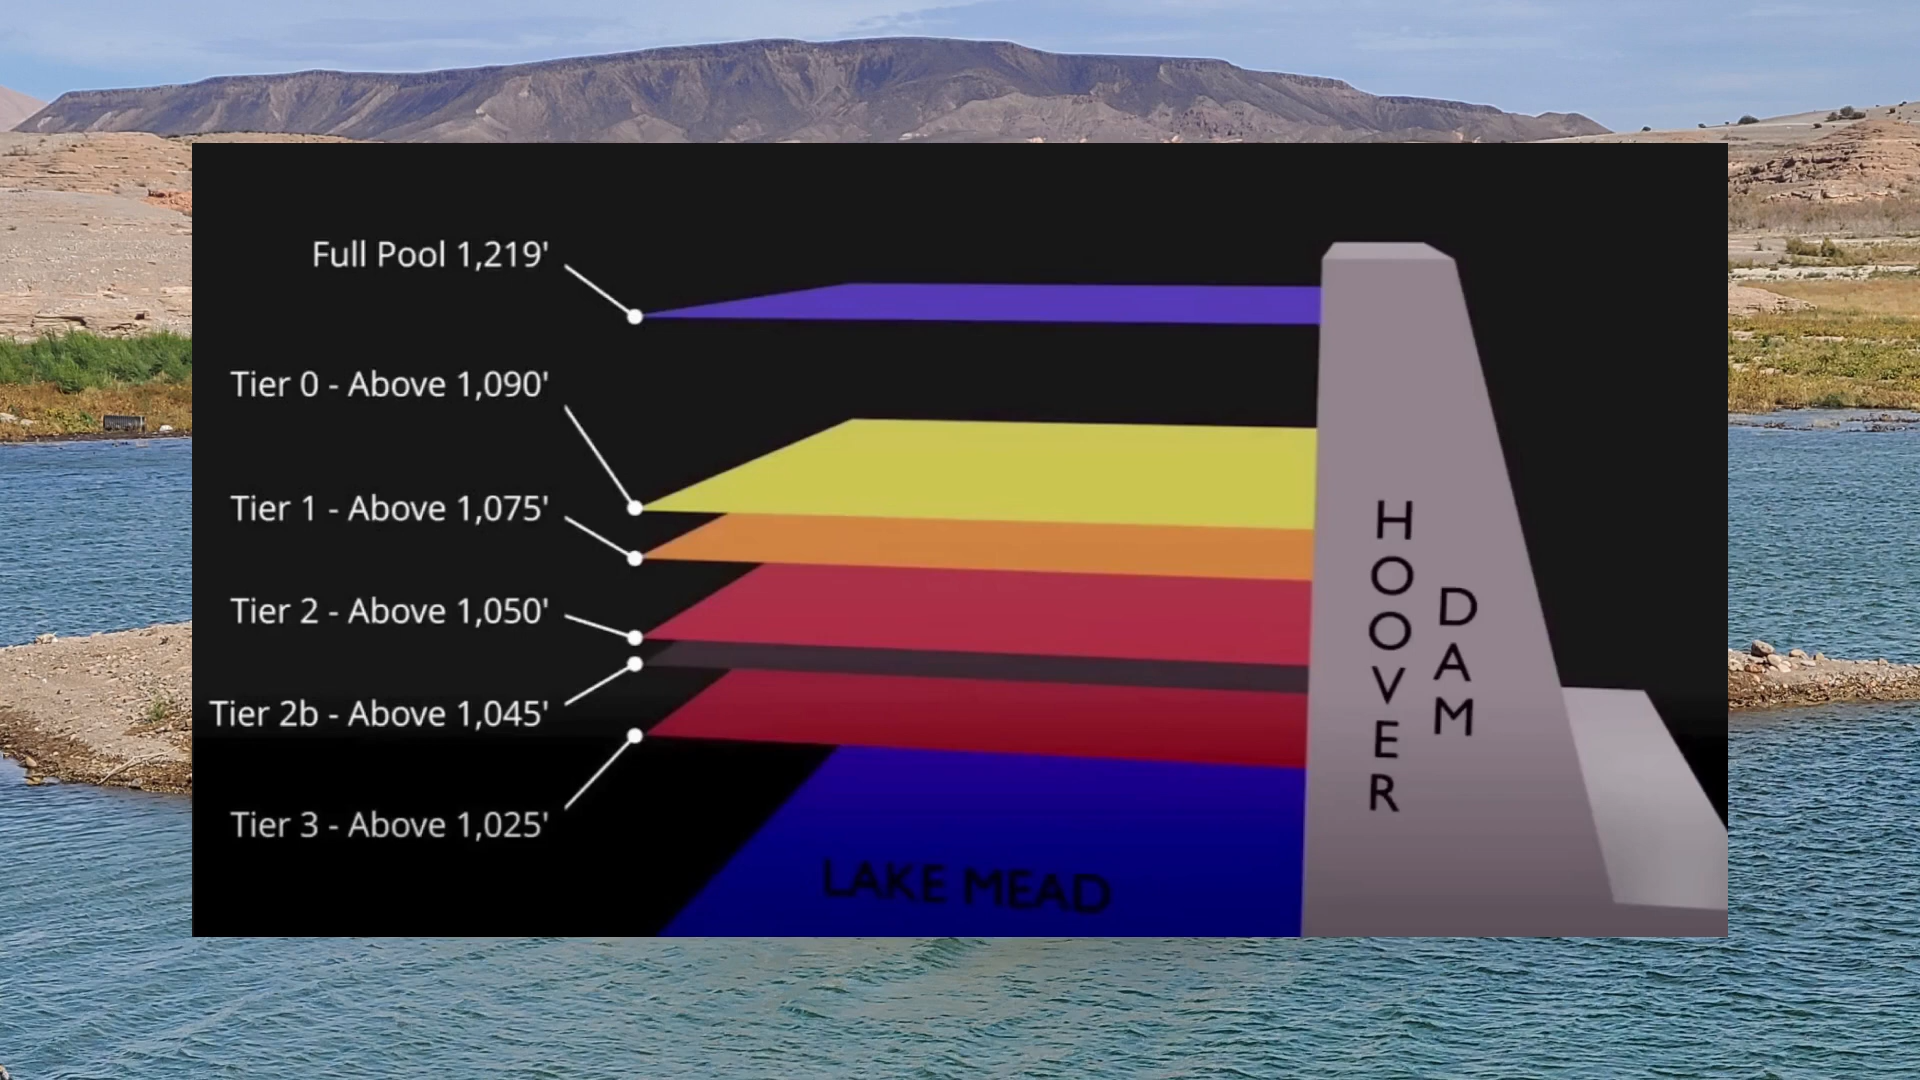 Full Pool 1,219'
Tier 0 - Above 1,090'
Tier 1 - Above 1,075'
Tier 2 - Above 1,050'
Tier 2b - Above 1,045'
Tier 3 - Above 1,025'
HOOVER
DAM
LAKE MEAD